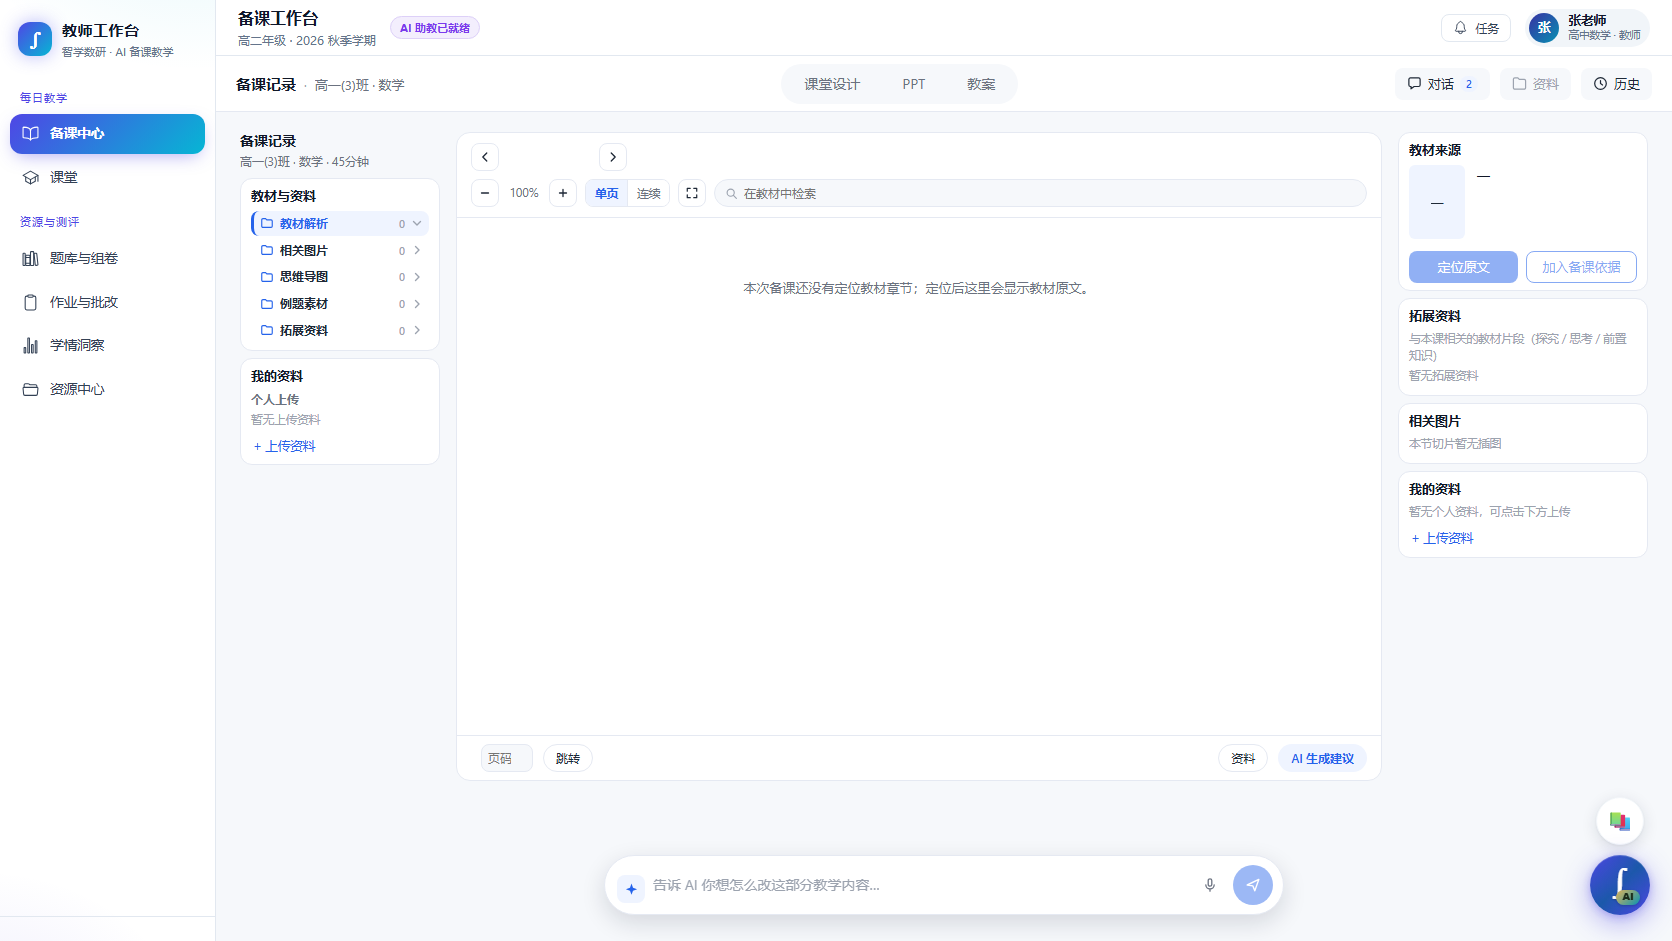 教师工作台
智学数研 · AI 备课教学
每日教学
备课中心
课堂
资源与测评
题库与组卷
作业与批改
学情洞察
资源中心
备课工作台
高二年级 · 2026 秋季学期
AI 助教已就绪
任务
张
张老师
高中数学 · 教师
备课记录 · 高一(3)班 · 数学
课堂设计
PPT
教案
对话 2
资料
历史
备课记录
高一(3)班 · 数学 · 45分钟
教材与资料
教材解析 0
相关图片 0
思维导图 0
例题素材 0
拓展资料 0
我的资料
个人上传
暂无上传资料
+ 上传资料
100%
单页
连续
在教材中检索
本次备课还没有定位教材章节；定位后这里会显示教材原文。
页码
跳转
资料
AI 生成建议
教材来源
—
—
定位原文
加入备课依据
拓展资料
与本课相关的教材片段（探究 / 思考 / 前置
知识）
暂无拓展资料
相关图片
本节切片暂无插图
我的资料
暂无个人资料，可点击下方上传
+ 上传资料
告诉 AI 你想怎么改这部分教学内容...
AI